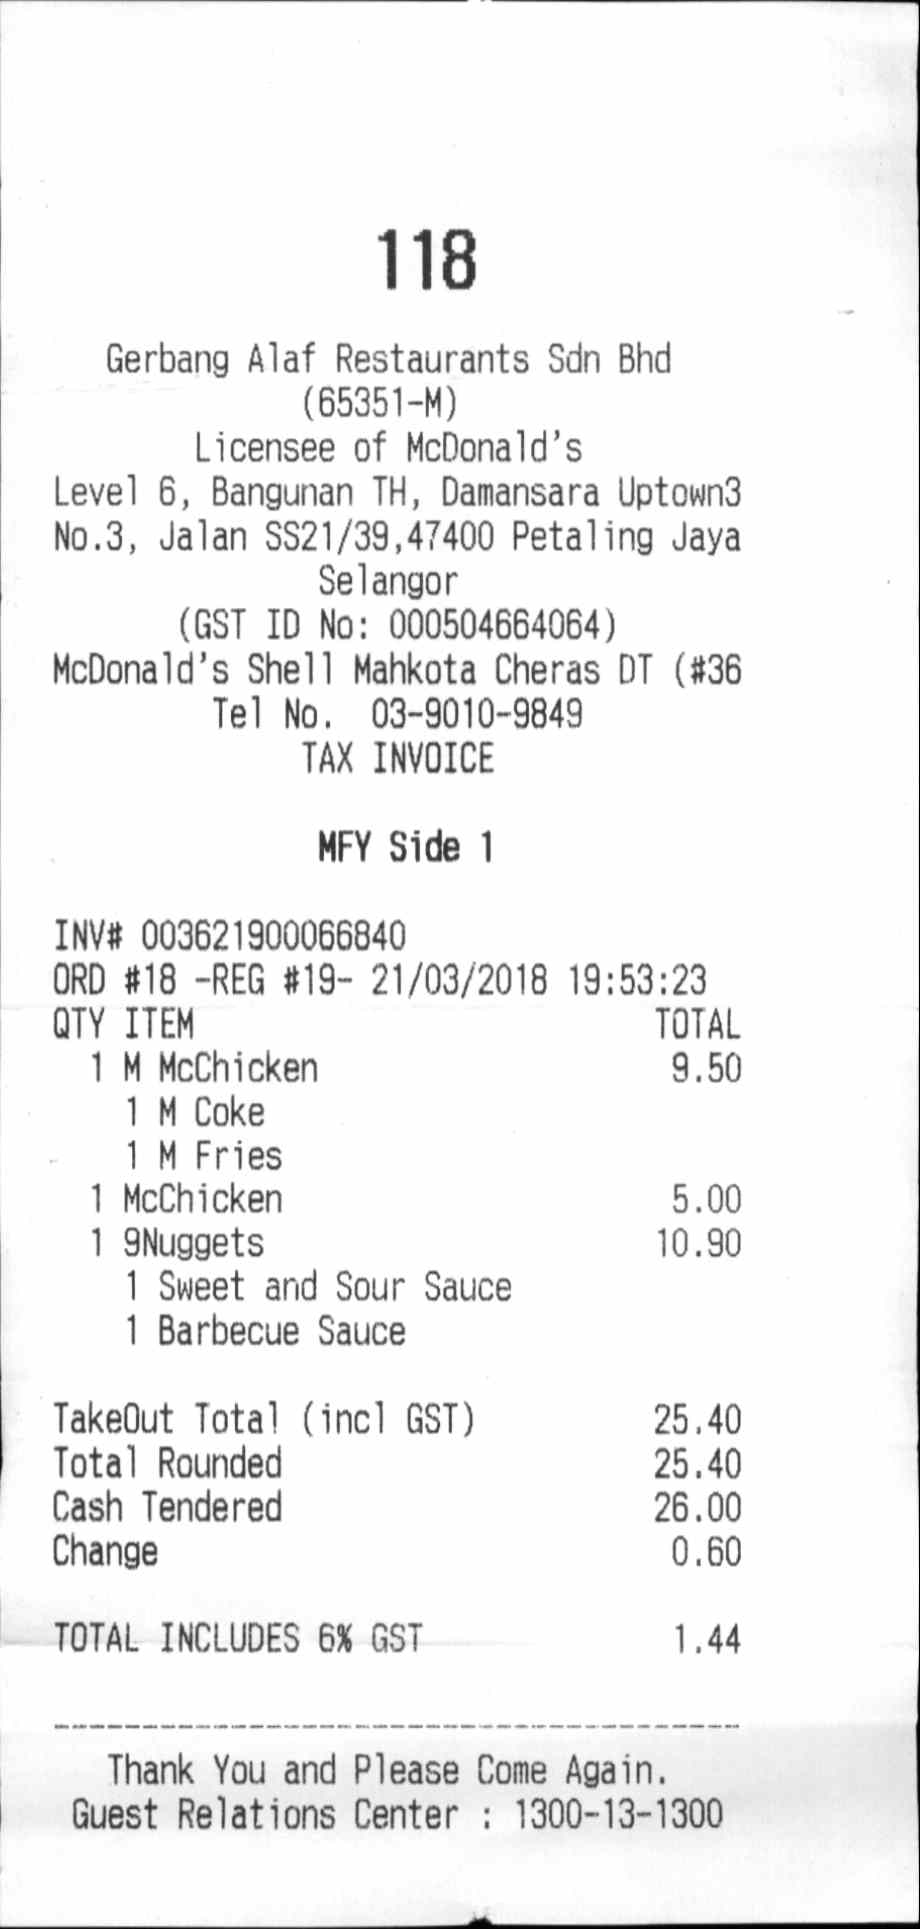 118
Gerbang Alaf Restaurants Sdn Bhd
(65351-M)
Licensee of McDonald's
Level 6, Bangunan TH, Damansara Uptown3
No.3, Jalan SS21/39,47400 Petaling Jaya
Selangor
(GST ID No: 000504664064)
McDonald's Shell Mahkota Cheras DT (#36
Tel No.  03-9010-9849
TAX INVOICE
MFY Side 1
INV# 003621900066840
ORD #18 -REG #19- 21/03/2018 19:53:23
QTY ITEM TOTAL
1 M McChicken 9.50
1 M Coke
1 M Fries
1 McChicken 5.00
1 9Nuggets 10.90
1 Sweet and Sour Sauce
1 Barbecue Sauce
TakeOut Total (incl GST) 25.40
Total Rounded 25.40
Cash Tendered 26.00
Change 0.60
TOTAL INCLUDES 6% GST 1.44
---------------------------------------
Thank You and Please Come Again.
Guest Relations Center : 1300-13-1300